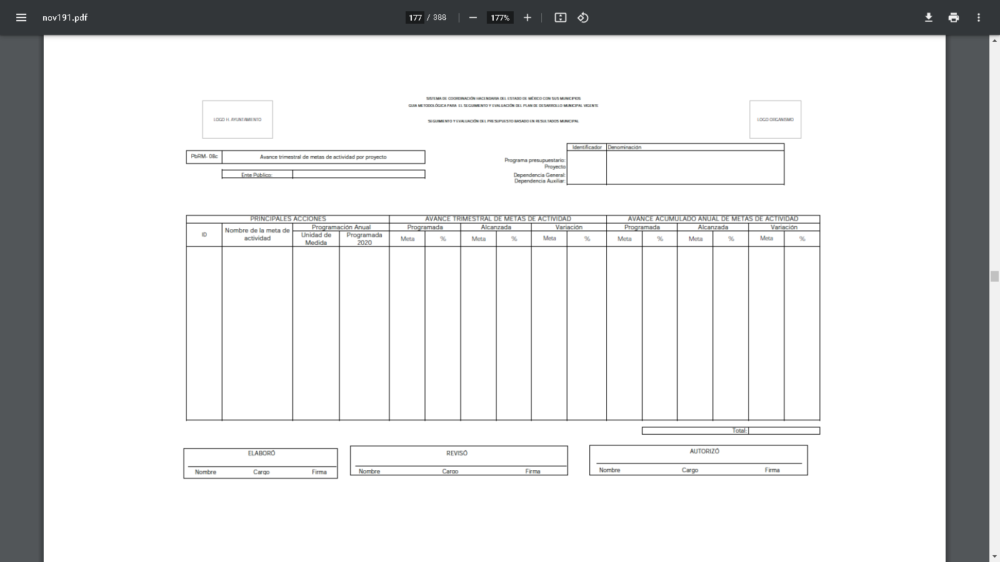 nov191.pdf
177 / 388
177%
SISTEMA DE COORDINACIÓN HACENDARIA DEL ESTADO DE MÉXICO CON SUS MUNICIPIOS
GUIA METODOLÓGICA PARA EL SEGUIMIENTO Y EVALUACIÓN DEL PLAN DE DESARROLLO MUNICIPAL VIGENTE
LOGO H. AYUNTAMIENTO
SEGUIMIENTO Y EVALUACIÓN DEL PRESUPUESTO BASADO EN RESULTADOS MUNICIPAL
LOGO ORGANISMO
PbRM- 08c Avance trimestral de metas de actividad por proyecto
Ente Público:
Identificador Denominación
Programa presupuestario:
Proyecto
Dependencia General:
Dependencia Auxiliar:
PRINCIPALES ACCIONES AVANCE TRIMESTRAL DE METAS DE ACTIVIDAD AVANCE ACUMULADO ANUAL DE METAS DE ACTIVIDAD
ID
Nombre de la meta de
actividad
Programación Anual Programada Alcanzada Variación Programada Alcanzada Variación
Unidad de
Medida
Programada
2020
Meta % Meta % Meta % Meta % Meta % Meta %
Total:
ELABORÓ
Nombre Cargo Firma
REVISÓ
Nombre Cargo Firma
AUTORIZÓ
Nombre Cargo Firma